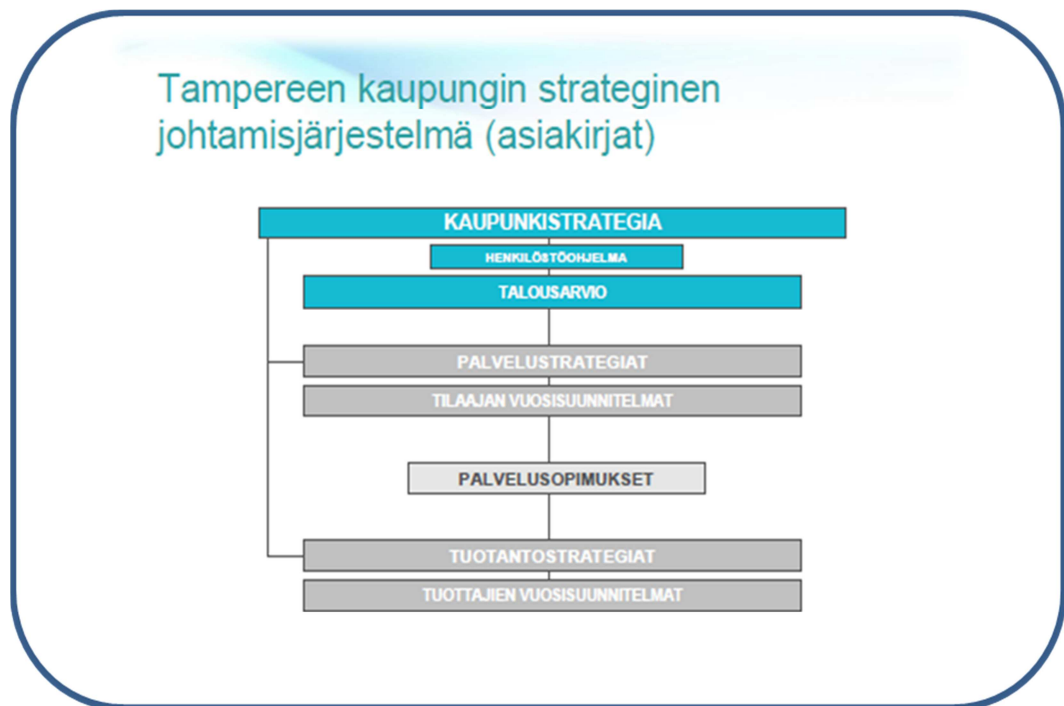 Tampereen kaupungin strateginen
johtamisjärjestelmä (asiakirjat)
KAUPUNKISTRATEGIA
HENKILÖSTÖOHJELMA
TALOUSARVIO
PALVELUSTRATEGIAT
TILAAJAN VUOSISUUNNITELMAT
PALVELUSOPIMUKSET
TUOTANTOSTRATEGIAT
TUOTTAJIEN VUOSISUUNNITELMAT